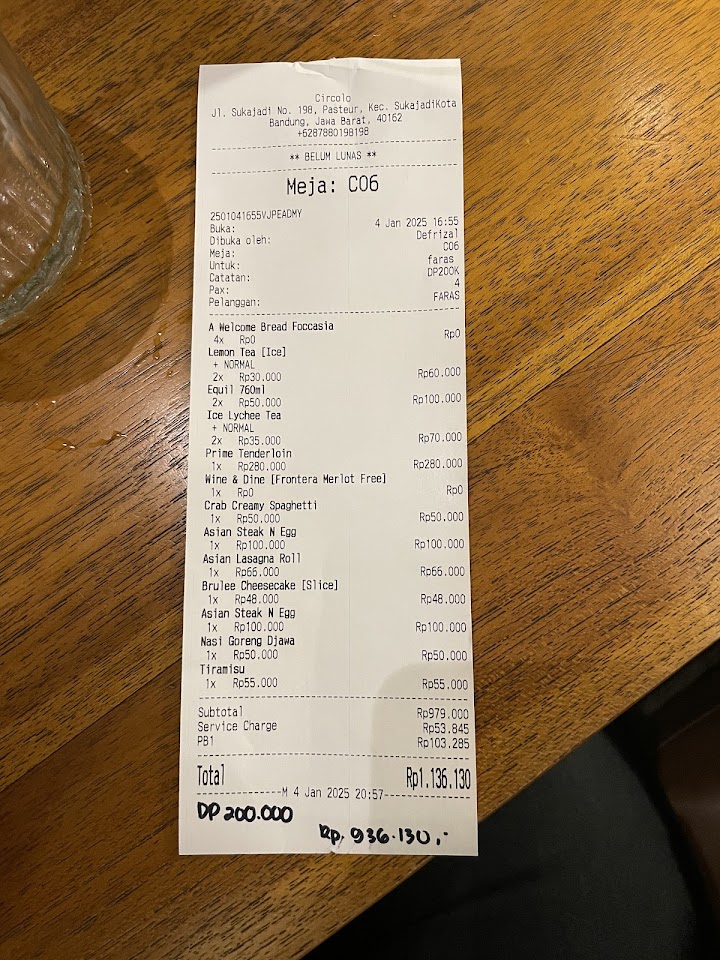 Circolo
Jl. Sukajadi No. 198, Pasteur, Kec. SukajadiKota
Bandung, Jawa Barat, 40162
+6287880198198
** BELUM LUNAS **
Meja: C06
2501041655VJPEADMY
Buka: 4 Jan 2025 16:55
Dibuka oleh: Defrizal
Meja: C06
Untuk: faras
Catatan: DP200K
Pax: 4
Pelanggan: FARAS
A Welcome Bread Foccasia
4x Rp0 Rp0
Lemon Tea [Ice]
+ NORMAL
2x Rp30.000 Rp60.000
Equil 760ml
2x Rp50.000 Rp100.000
Ice Lychee Tea
+ NORMAL
2x Rp35.000 Rp70.000
Prime Tenderloin
1x Rp280.000 Rp280.000
Wine & Dine [Frontera Merlot Free]
1x Rp0 Rp0
Crab Creamy Spaghetti
1x Rp50.000 Rp50.000
Asian Steak N Egg
1x Rp100.000 Rp100.000
Asian Lasagna Roll
1x Rp66.000 Rp66.000
Brulee Cheesecake [Slice]
1x Rp48.000 Rp48.000
Asian Steak N Egg
1x Rp100.000 Rp100.000
Nasi Goreng Djawa
1x Rp50.000 Rp50.000
Tiramisu
1x Rp55.000 Rp55.000
Subtotal Rp979.000
Service Charge Rp53.845
PB1 Rp103.285
Total Rp1.136.130
M 4 Jan 2025 20:57
DP 200.000
Rp. 936.130,-